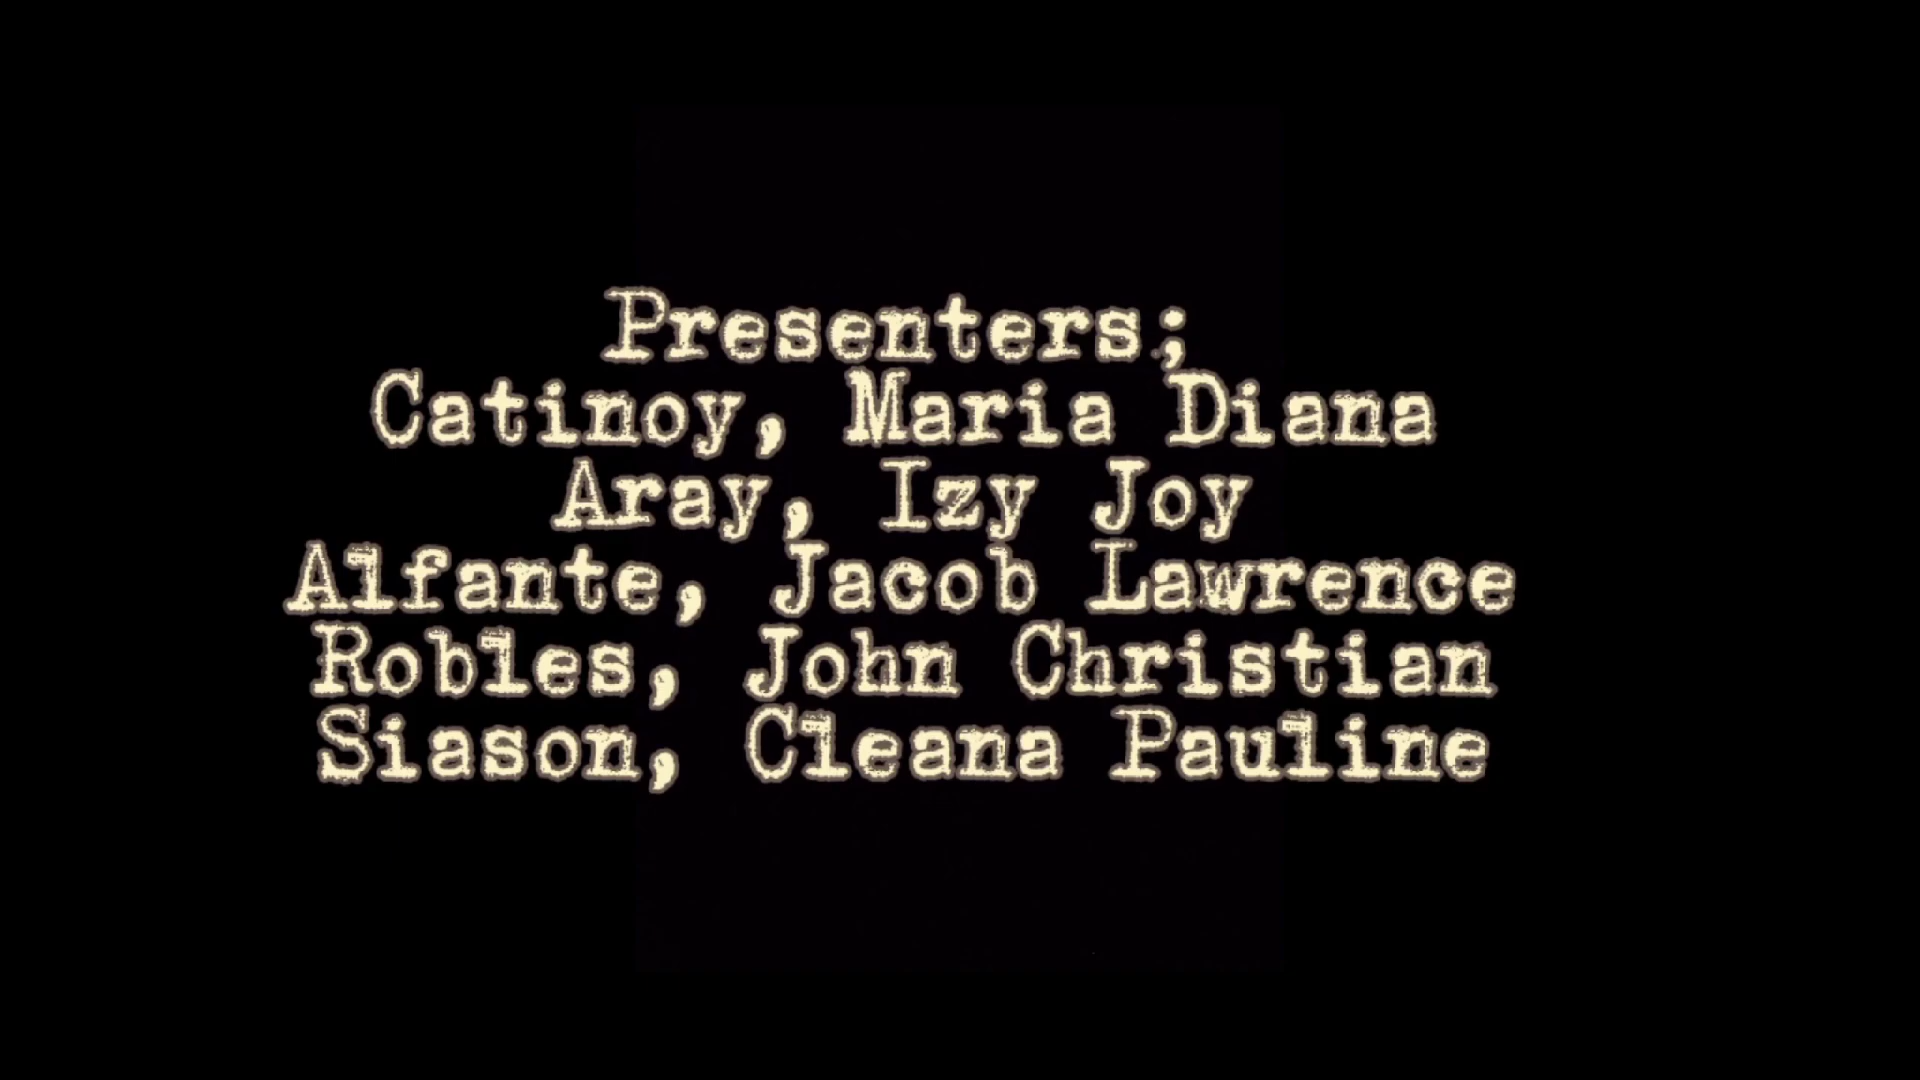 Presenters;
Catinoy, Maria Diana
Aray, Izy Joy
Alfante, Jacob Lawrence
Robles, John Christian
Siason, Cleana Pauline